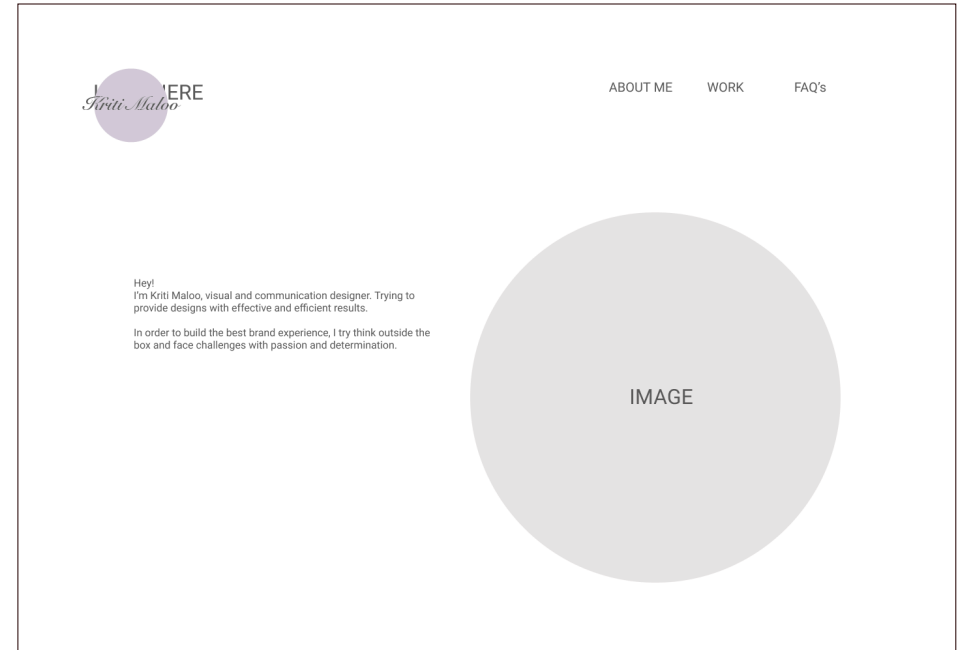 Kriti Maloo
ERE
ABOUT ME WORK FAQ's
Hey!
I'm Kriti Maloo, visual and communication designer. Trying to
provide designs with effective and efficient results.
In order to build the best brand experience, I try think outside the
box and face challenges with passion and determination.
IMAGE